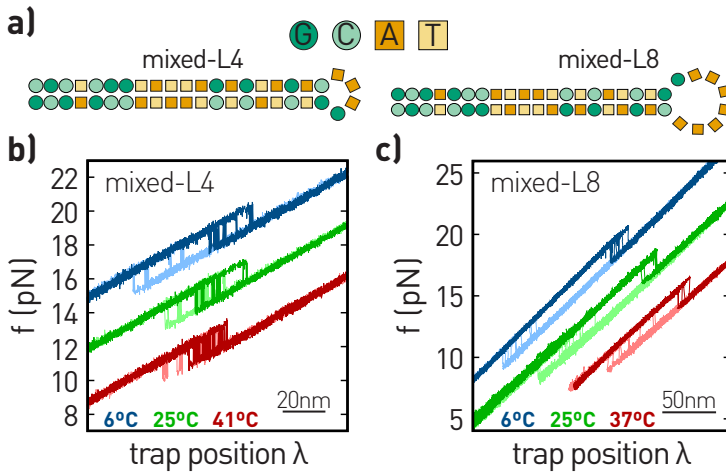 a)
G C A T
mixed-L4
mixed-L8
b)
mixed-L4
22
20
18
16
14
12
10
8
f (pN)
6ºC 25ºC 41ºC
20nm
trap position λ
c)
mixed-L8
25
20
15
10
5
f (pN)
6ºC 25ºC 37ºC
50nm
trap position λ